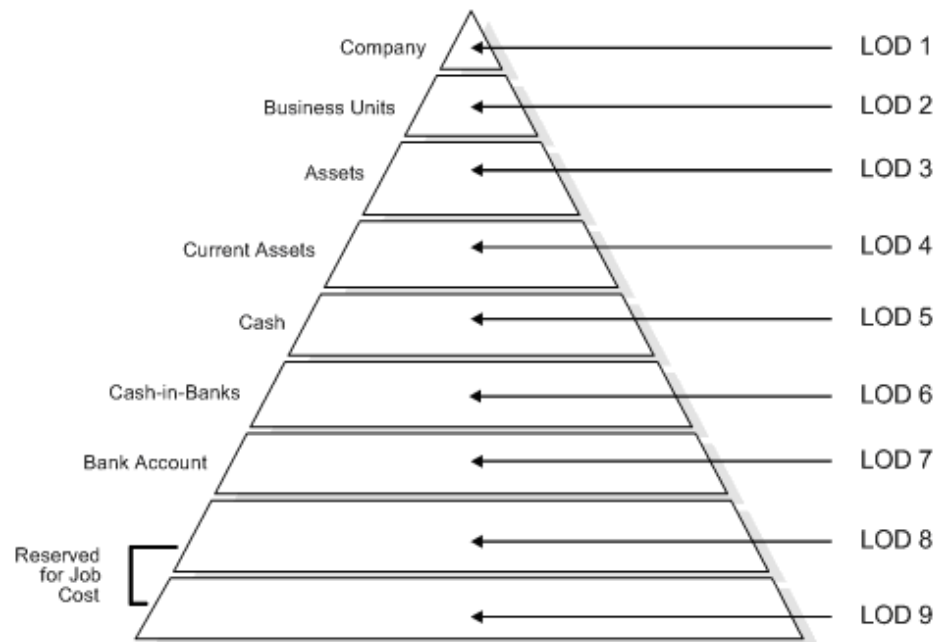 Company LOD 1
Business Units LOD 2
Assets LOD 3
Current Assets LOD 4
Cash LOD 5
Cash-in-Banks LOD 6
Bank Account LOD 7
LOD 8
Reserved
for Job
Cost
LOD 9